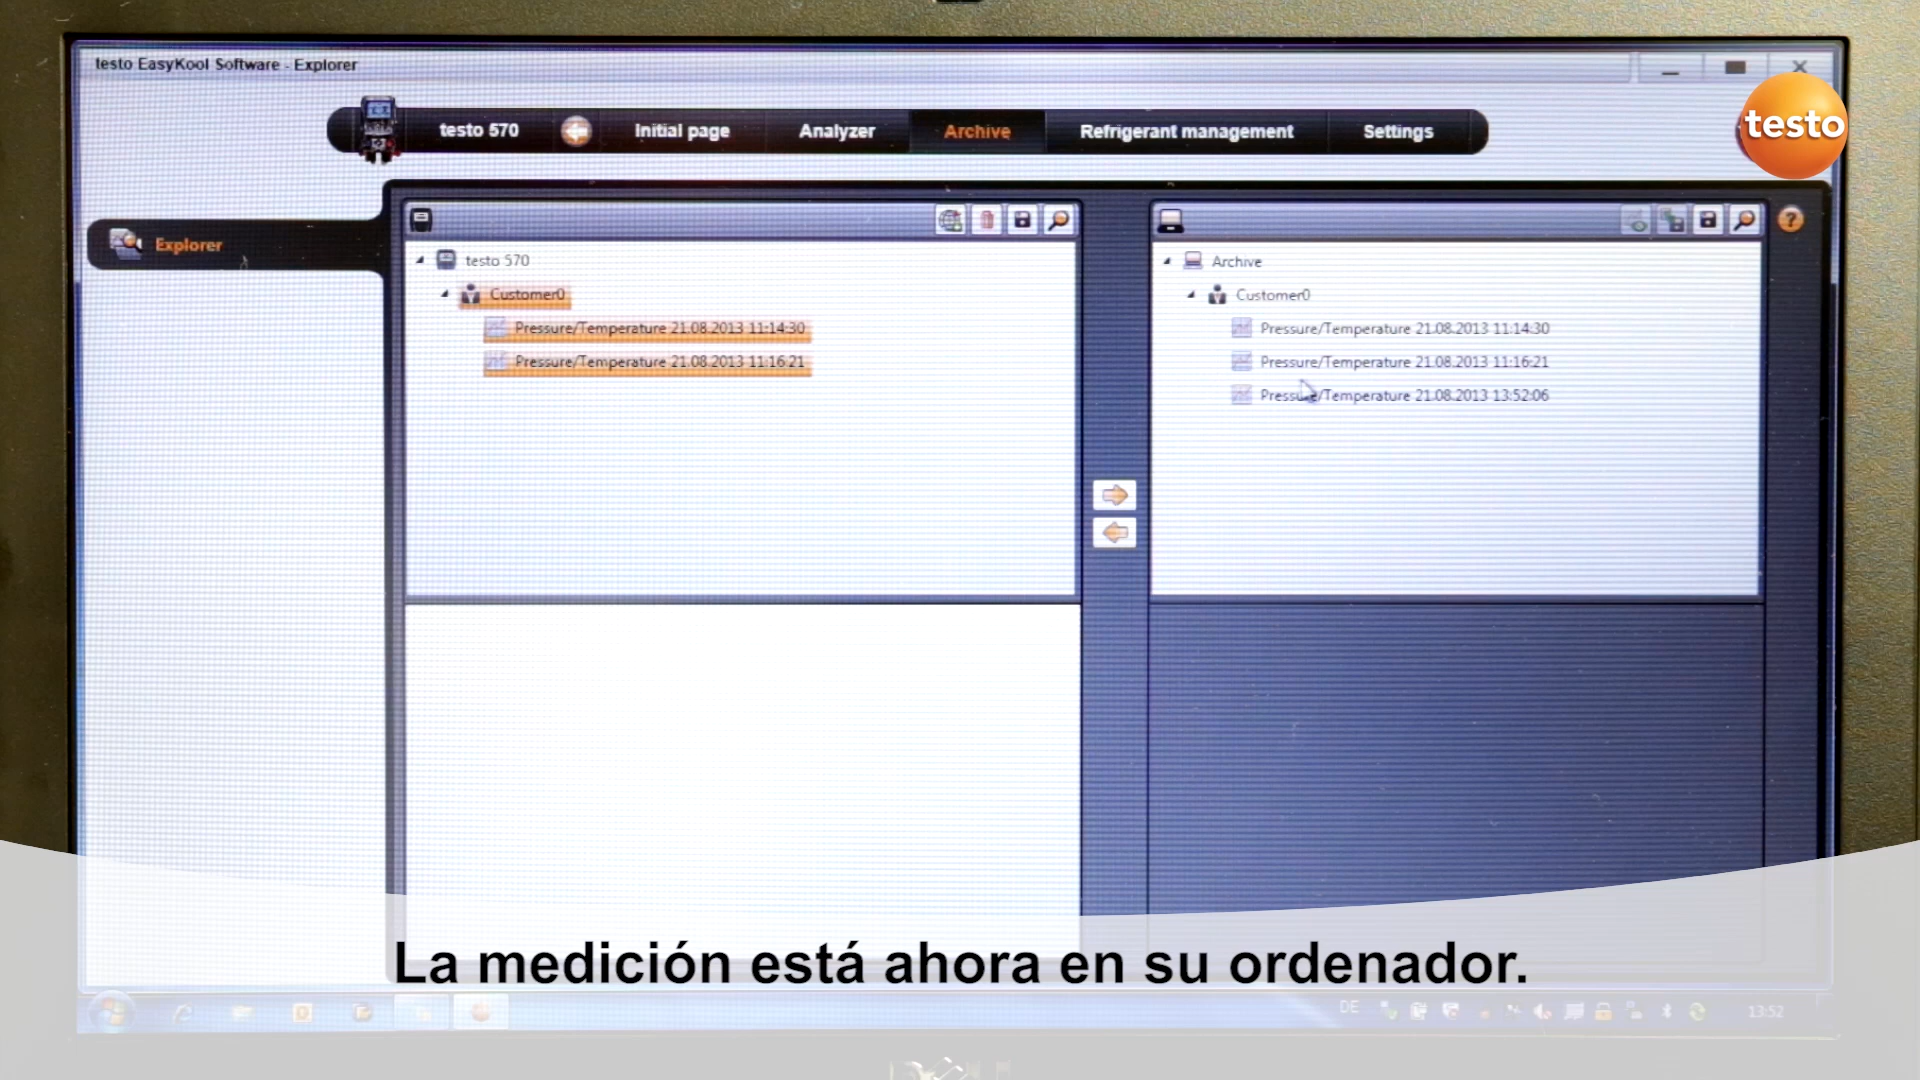 testo EasyKool Software - Explorer
testo 570
Initial page
Analyzer
Archive
Refrigerant management
Settings
testo
Explorer
testo 570
Customer0
Pressure/Temperature 21.08.2013 11:14:30
Pressure/Temperature 21.08.2013 11:16:21
Archive
Customer0
Pressure/Temperature 21.08.2013 11:14:30
Pressure/Temperature 21.08.2013 11:16:21
Pressure/Temperature 21.08.2013 13:52:06
?
La medición está ahora en su ordenador.
DE
13:52